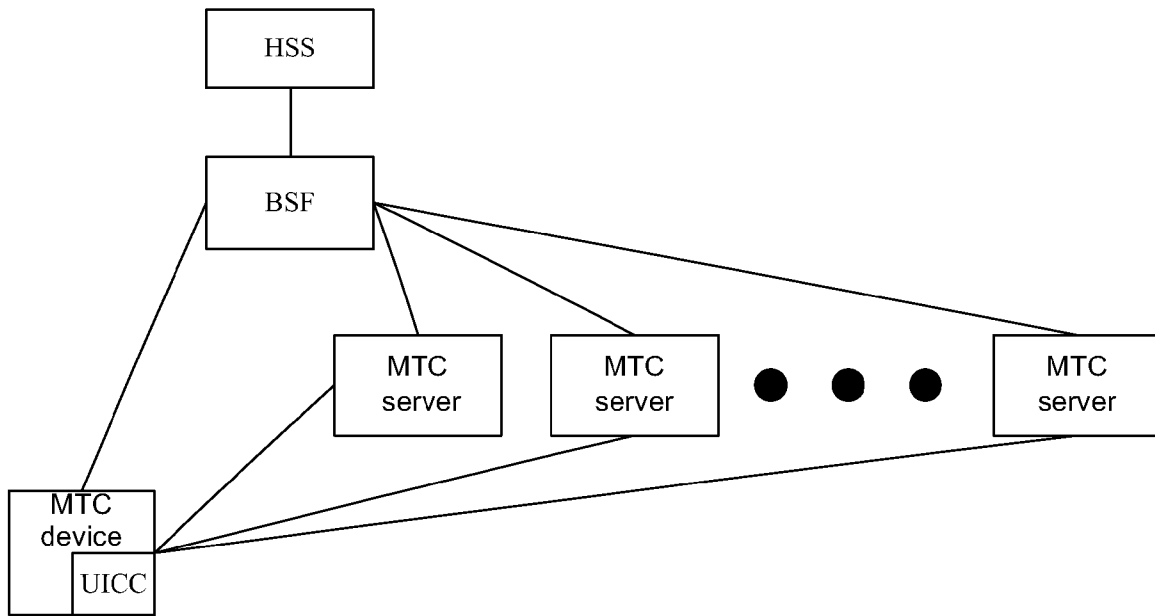 HSS
BSF
MTC
server
MTC
server
MTC
server
MTC
device
UICC